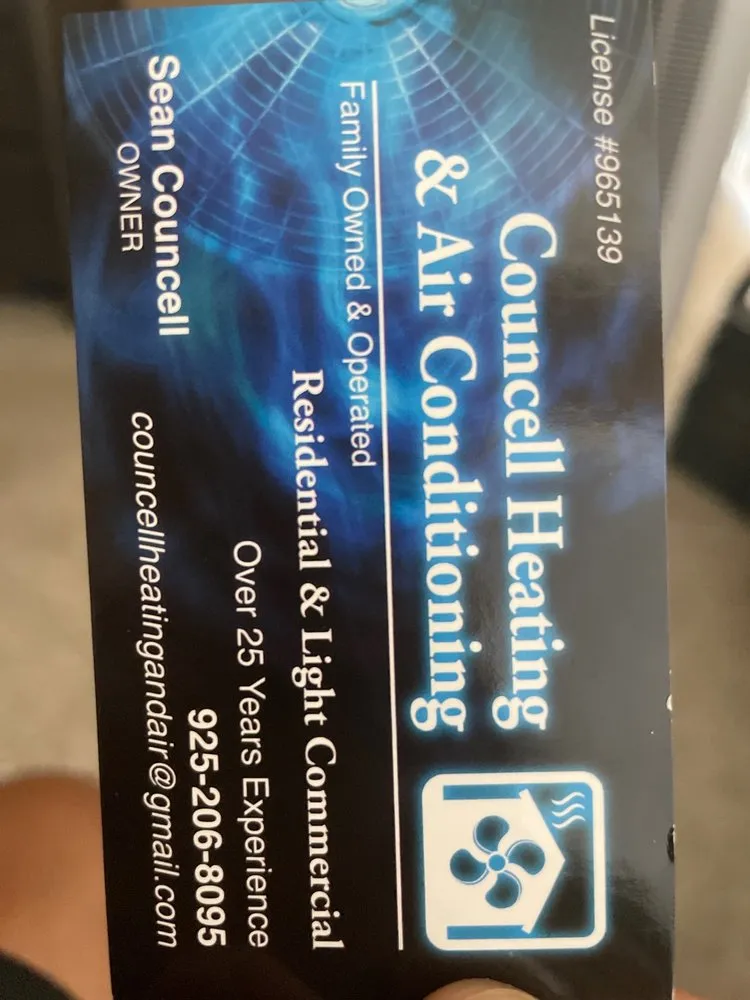 License #965139
Councell Heating
& Air Conditioning
Family Owned & Operated
Residential & Light Commercial
Over 25 Years Experience
Sean Councell
OWNER
925-206-8095
councellheatingandair@gmail.com